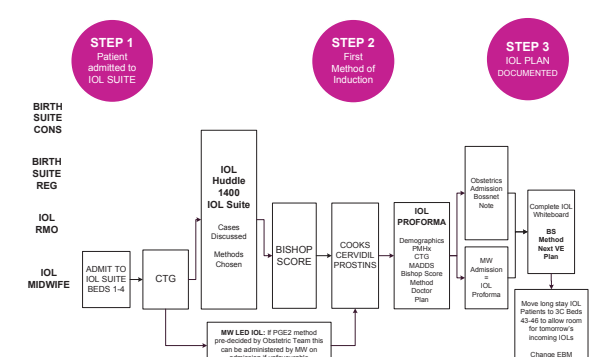 STEP 1
Patient
admitted to
IOL SUITE
STEP 2
First
Method of
Induction
STEP 3
IOL PLAN
DOCUMENTED
BIRTH
SUITE
CONS
BIRTH
SUITE
REG
IOL
RMO
IOL
MIDWIFE
ADMIT TO
IOL SUITE
BEDS 1-4
CTG
IOL
Huddle
1400
IOL Suite
Cases
Discussed
Methods
Chosen
BISHOP
SCORE
COOKS
CERVIDIL
PROSTINS
IOL
PROFORMA
Demographics
PMHx
CTG
MADDS
Bishop Score
Method
Doctor
Plan
Obstetrics
Admission
Bossnet
Note
MW
Admission
=
IOL
Proforma
Complete IOL
Whiteboard
BS
Method
Next VE
Plan
MW LED IOL: If PGE2 method
pre-decided by Obstetric Team this
can be administered by MW on
admission if unfavourable
Move long stay IOL
Patients to 3C Beds
43-46 to allow room
for tomorrow's
incoming IOLs
Change EBM